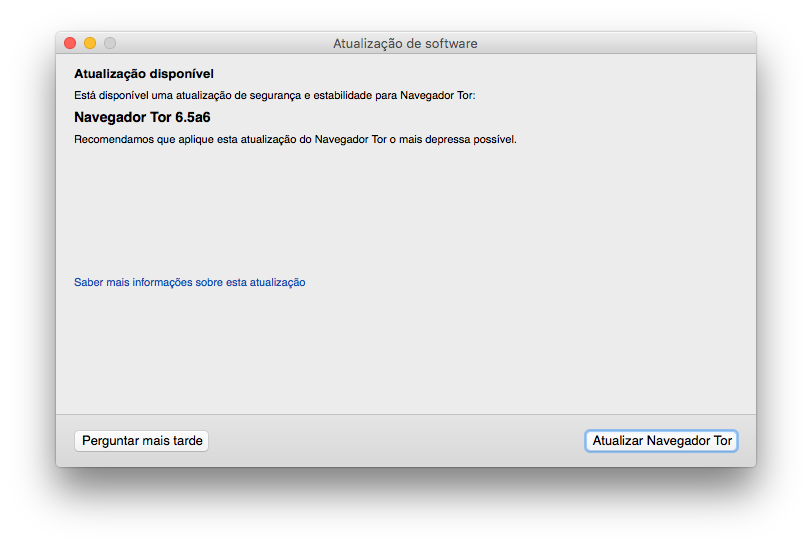 Atualização de software
Atualização disponível
Está disponível uma atualização de segurança e estabilidade para Navegador Tor:
Navegador Tor 6.5a6
Recomendamos que aplique esta atualização do Navegador Tor o mais depressa possível.
Saber mais informações sobre esta atualização
Perguntar mais tarde
Atualizar Navegador Tor